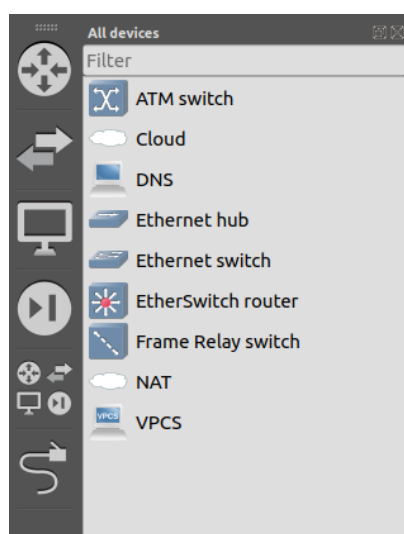 All devices
Filter
ATM switch
Cloud
DNS
Ethernet hub
Ethernet switch
EtherSwitch router
Frame Relay switch
NAT
VPCS
VPCS